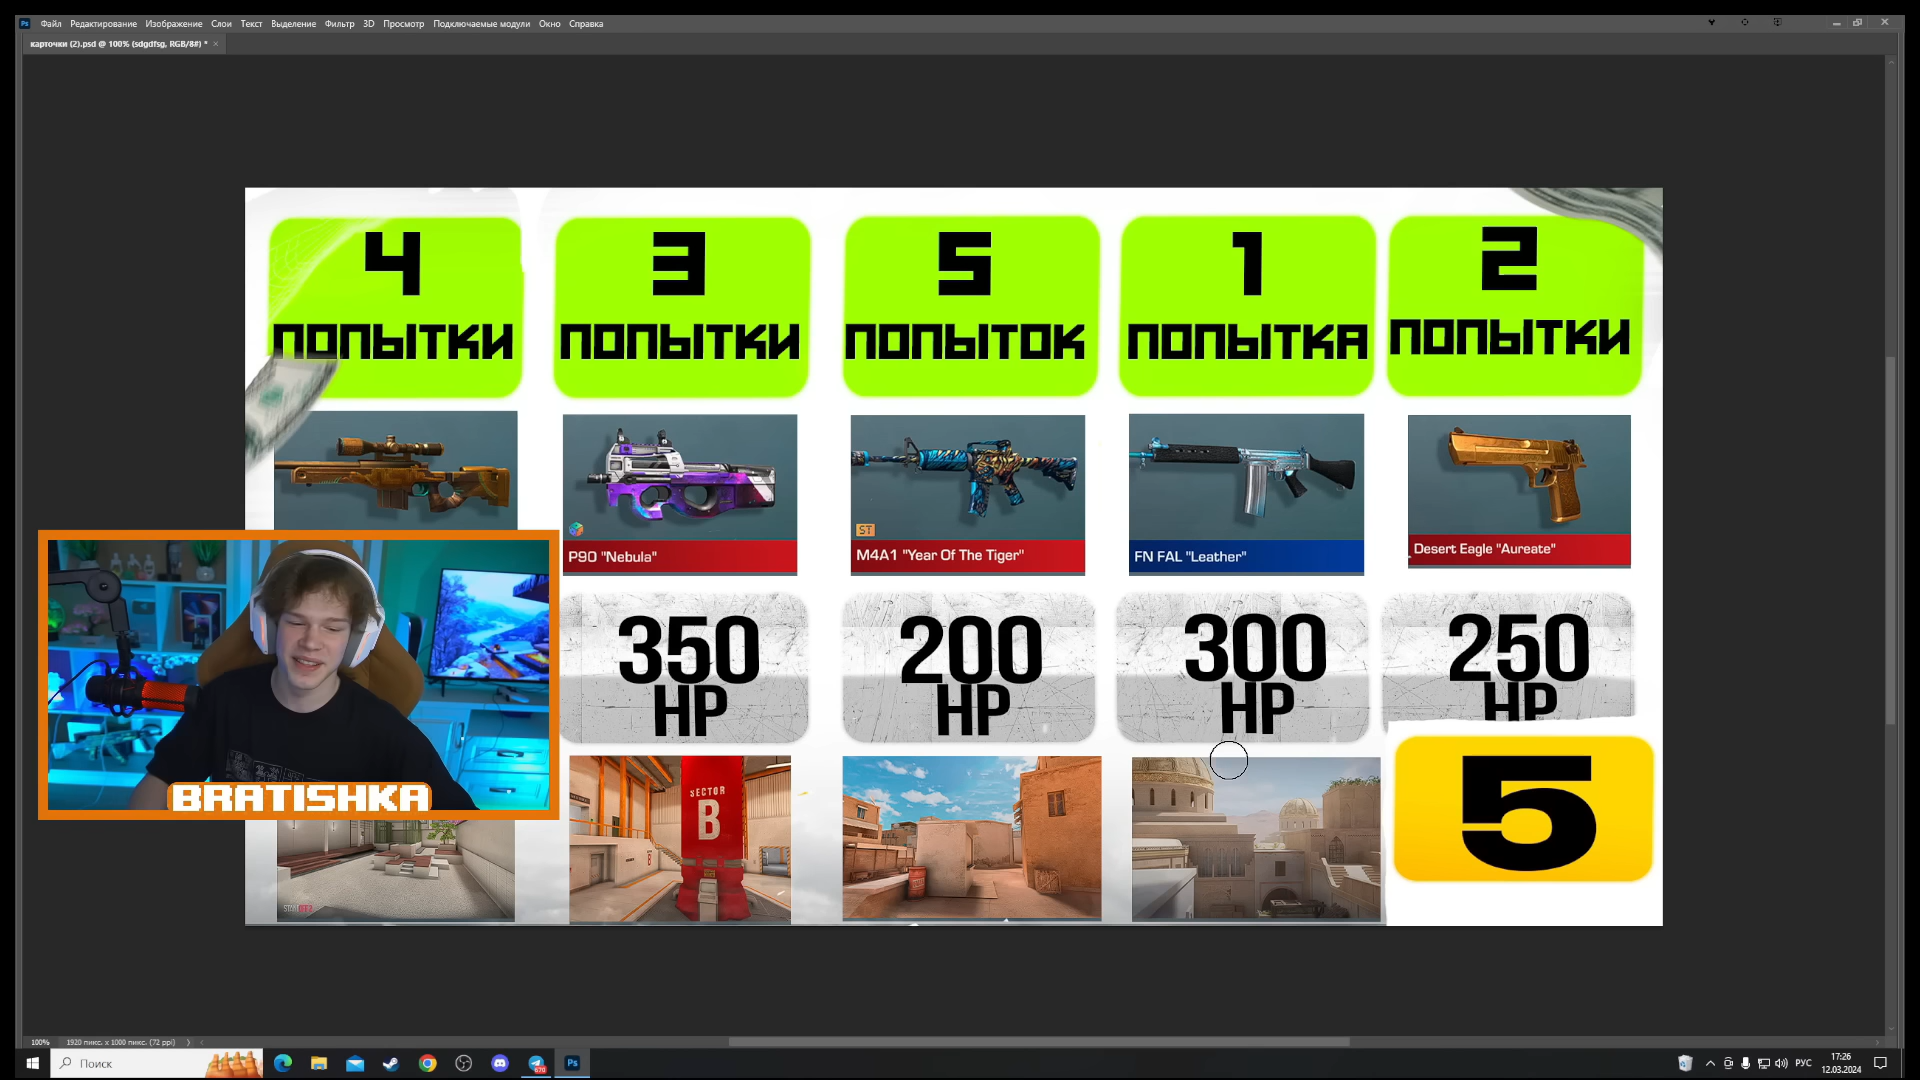 Файл Редактирование Изображение Слои Текст Выделение Фильтр 3D Просмотр Подключаемые модули Окно Справка
карточки (2).psd @ 100% (sdgdfsg, RGB/8#) *
4 ПОПЫТКИ
3 ПОПЫТКИ
5 ПОПЫТОК
1 ПОПЫТКА
2 ПОПЫТКИ
P90 "Nebula"
ST
M4A1 "Year Of The Tiger"
FN FAL "Leather"
Desert Eagle "Aureate"
350 HP
200 HP
300 HP
250 HP
BRATISHKA
SECTOR
B
5
100% 1920 пикс. x 1000 пикс. (72 ppi)
Поиск
670
Ps
РУС
17:26
12.03.2024